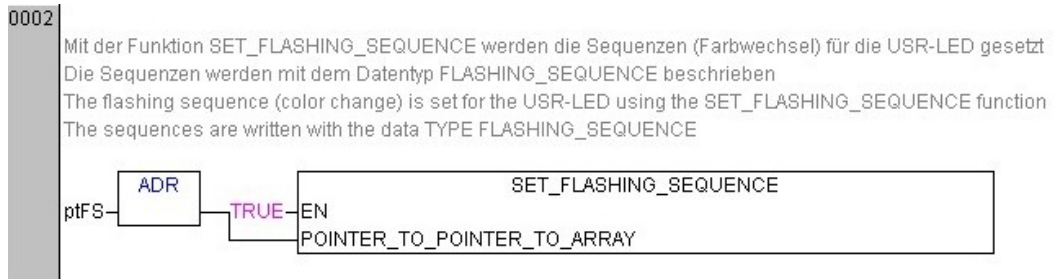 0002
Mit der Funktion SET_FLASHING_SEQUENCE werden die Sequenzen (Farbwechsel) für die USR-LED gesetzt
Die Sequenzen werden mit dem Datentyp FLASHING_SEQUENCE beschrieben
The flashing sequence (color change) is set for the USR-LED using the SET_FLASHING_SEQUENCE function
The sequences are written with the data TYPE FLASHING_SEQUENCE
ADR
SET_FLASHING_SEQUENCE
ptFS
TRUE
EN
POINTER_TO_POINTER_TO_ARRAY